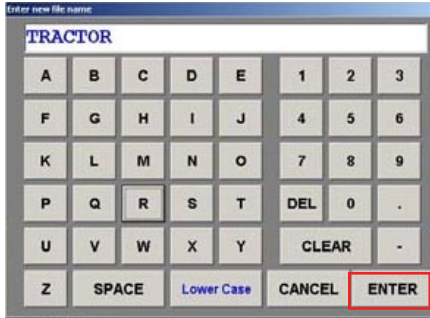 Enter new file name
TRACTOR
A B C D E 1 2 3
F G H I J 4 5 6
K L M N O 7 8 9
P Q R S T DEL 0 .
U V W X Y CLEAR -
Z SPACE Lower Case CANCEL ENTER